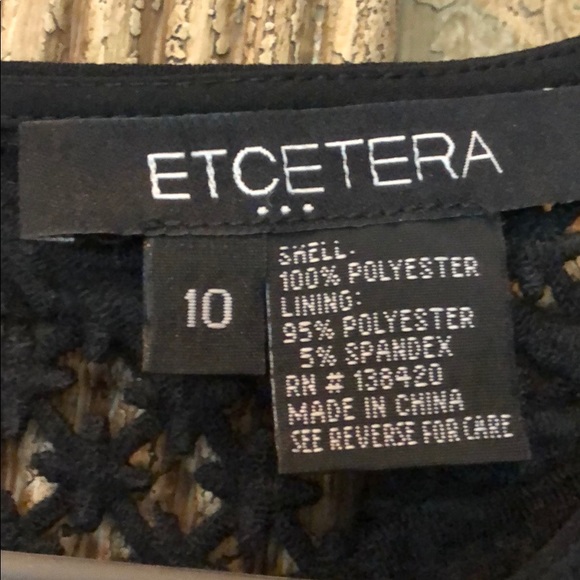 ETCETERA
...
10
SHELL:
100% POLYESTER
LINING:
95% POLYESTER
5% SPANDEX
RN # 138420
MADE IN CHINA
SEE REVERSE FOR CARE